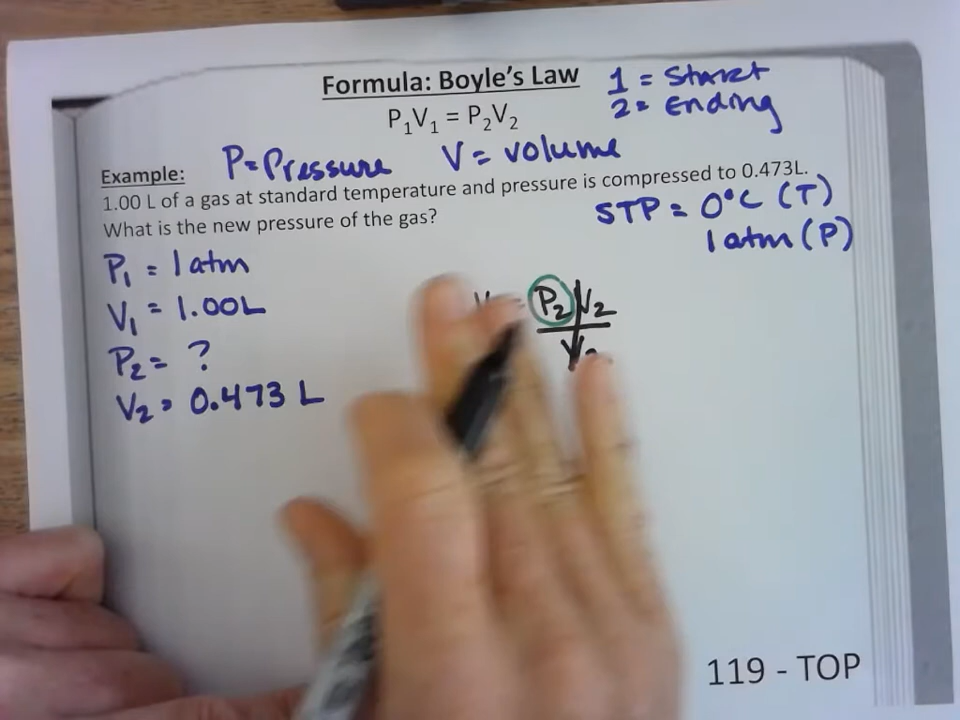 Formula: Boyle's Law
1 = Start
2 = Ending
P₁V₁ = P₂V₂
P = Pressure V = volume
Example:
1.00 L of a gas at standard temperature and pressure is compressed to 0.473L.
What is the new pressure of the gas?
STP = 0°C (T)
1 atm (P)
P₁ = 1 atm
V₁ = 1.00L
P₂ = ?
V₂ = 0.473 L
P₂ V₂
119 - TOP